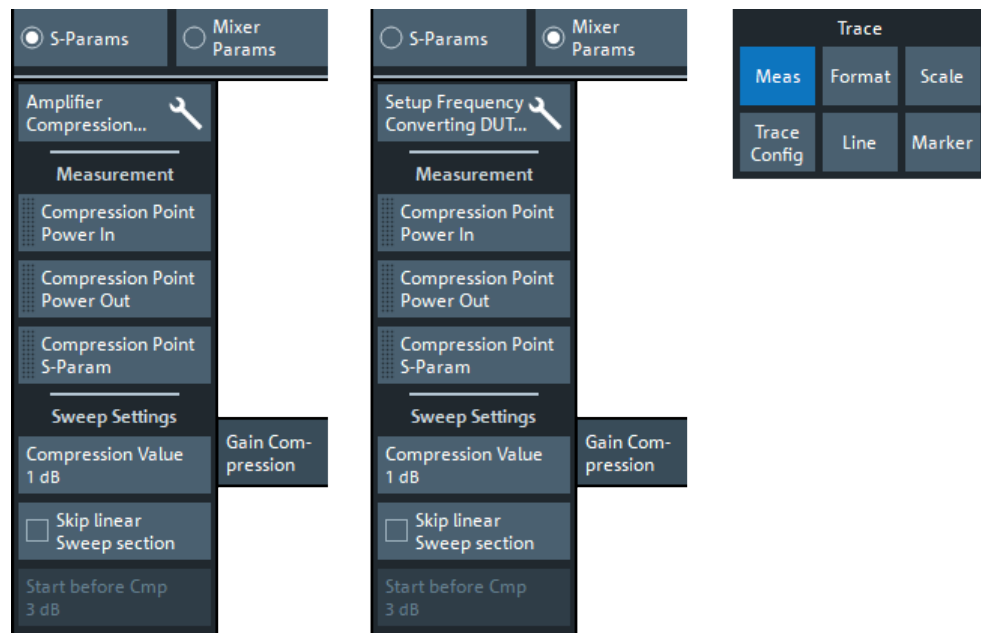 S-Params
Mixer
Params
Amplifier
Compression...
Measurement
Compression Point
Power In
Compression Point
Power Out
Compression Point
S-Param
Sweep Settings
Compression Value
1 dB
Gain Com-
pression
Skip linear
Sweep section
Start before Cmp
3 dB
S-Params
Mixer
Params
Setup Frequency
Converting DUT...
Measurement
Compression Point
Power In
Compression Point
Power Out
Compression Point
S-Param
Sweep Settings
Compression Value
1 dB
Gain Com-
pression
Skip linear
Sweep section
Start before Cmp
3 dB
Trace
Meas
Format
Scale
Trace
Config
Line
Marker